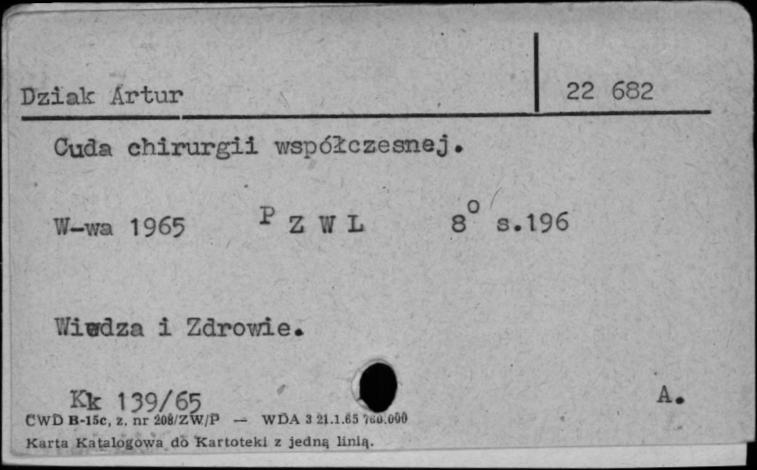 Dziak Artur 22 682
Cuda chirurgii współczesnej.
W-wa 1965 P Z W L 8° s.196
Wiedza i Zdrowie.
Kk 139/65 A.
CWD B-15c, z. nr 208/ZW/P — WDA 3 21.1.65 760.000
Karta Katalogowa do Kartoteki z jedną linią.